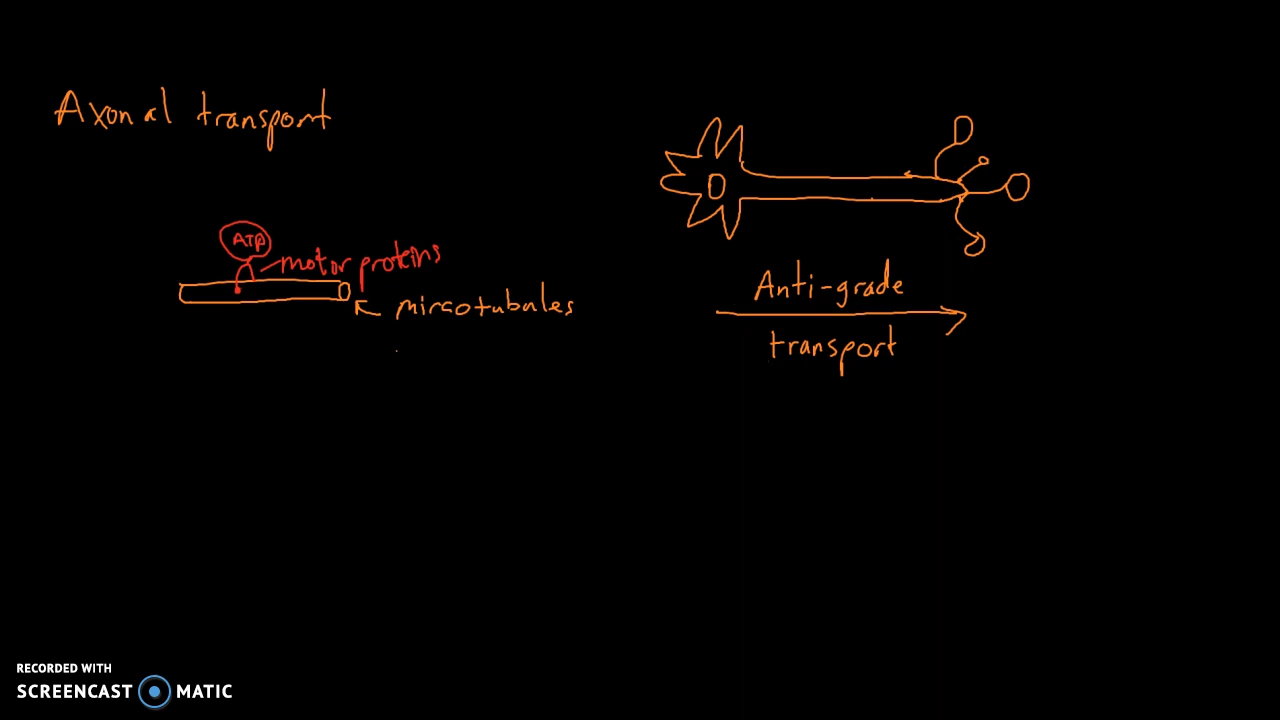 Axonal transport
ATP
motor proteins
mircotubules
Anti-grade
transport
RECORDED WITH
SCREENCAST MATIC